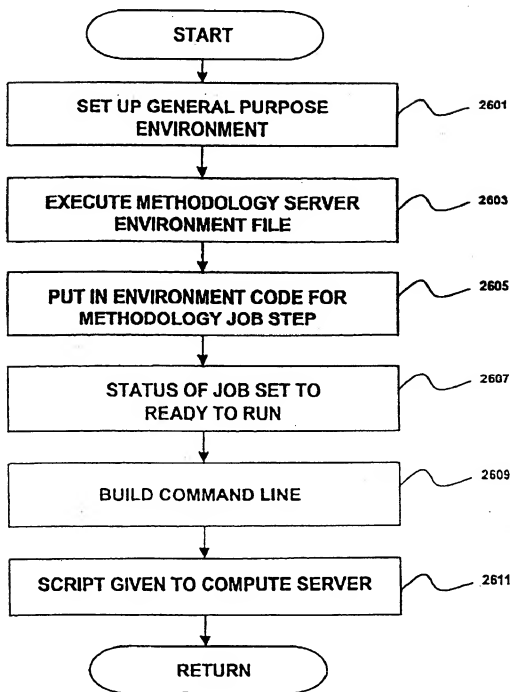 START
SET UP GENERAL PURPOSE
ENVIRONMENT
2601
EXECUTE METHODOLOGY SERVER
ENVIRONMENT FILE
2603
PUT IN ENVIRONMENT CODE FOR
METHODOLOGY JOB STEP
2605
STATUS OF JOB SET TO
READY TO RUN
2607
BUILD COMMAND LINE
2609
SCRIPT GIVEN TO COMPUTE SERVER
2611
RETURN